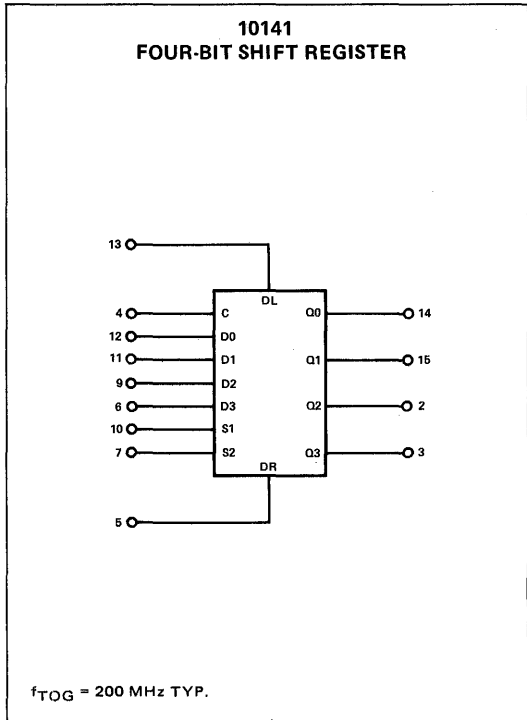 10141
FOUR-BIT SHIFT REGISTER
13
DL
4 C Q0 14
12 D0
11 D1 Q1 15
9 D2
6 D3 Q2 2
10 S1
7 S2 Q3 3
DR
5
fTOG = 200 MHz TYP.